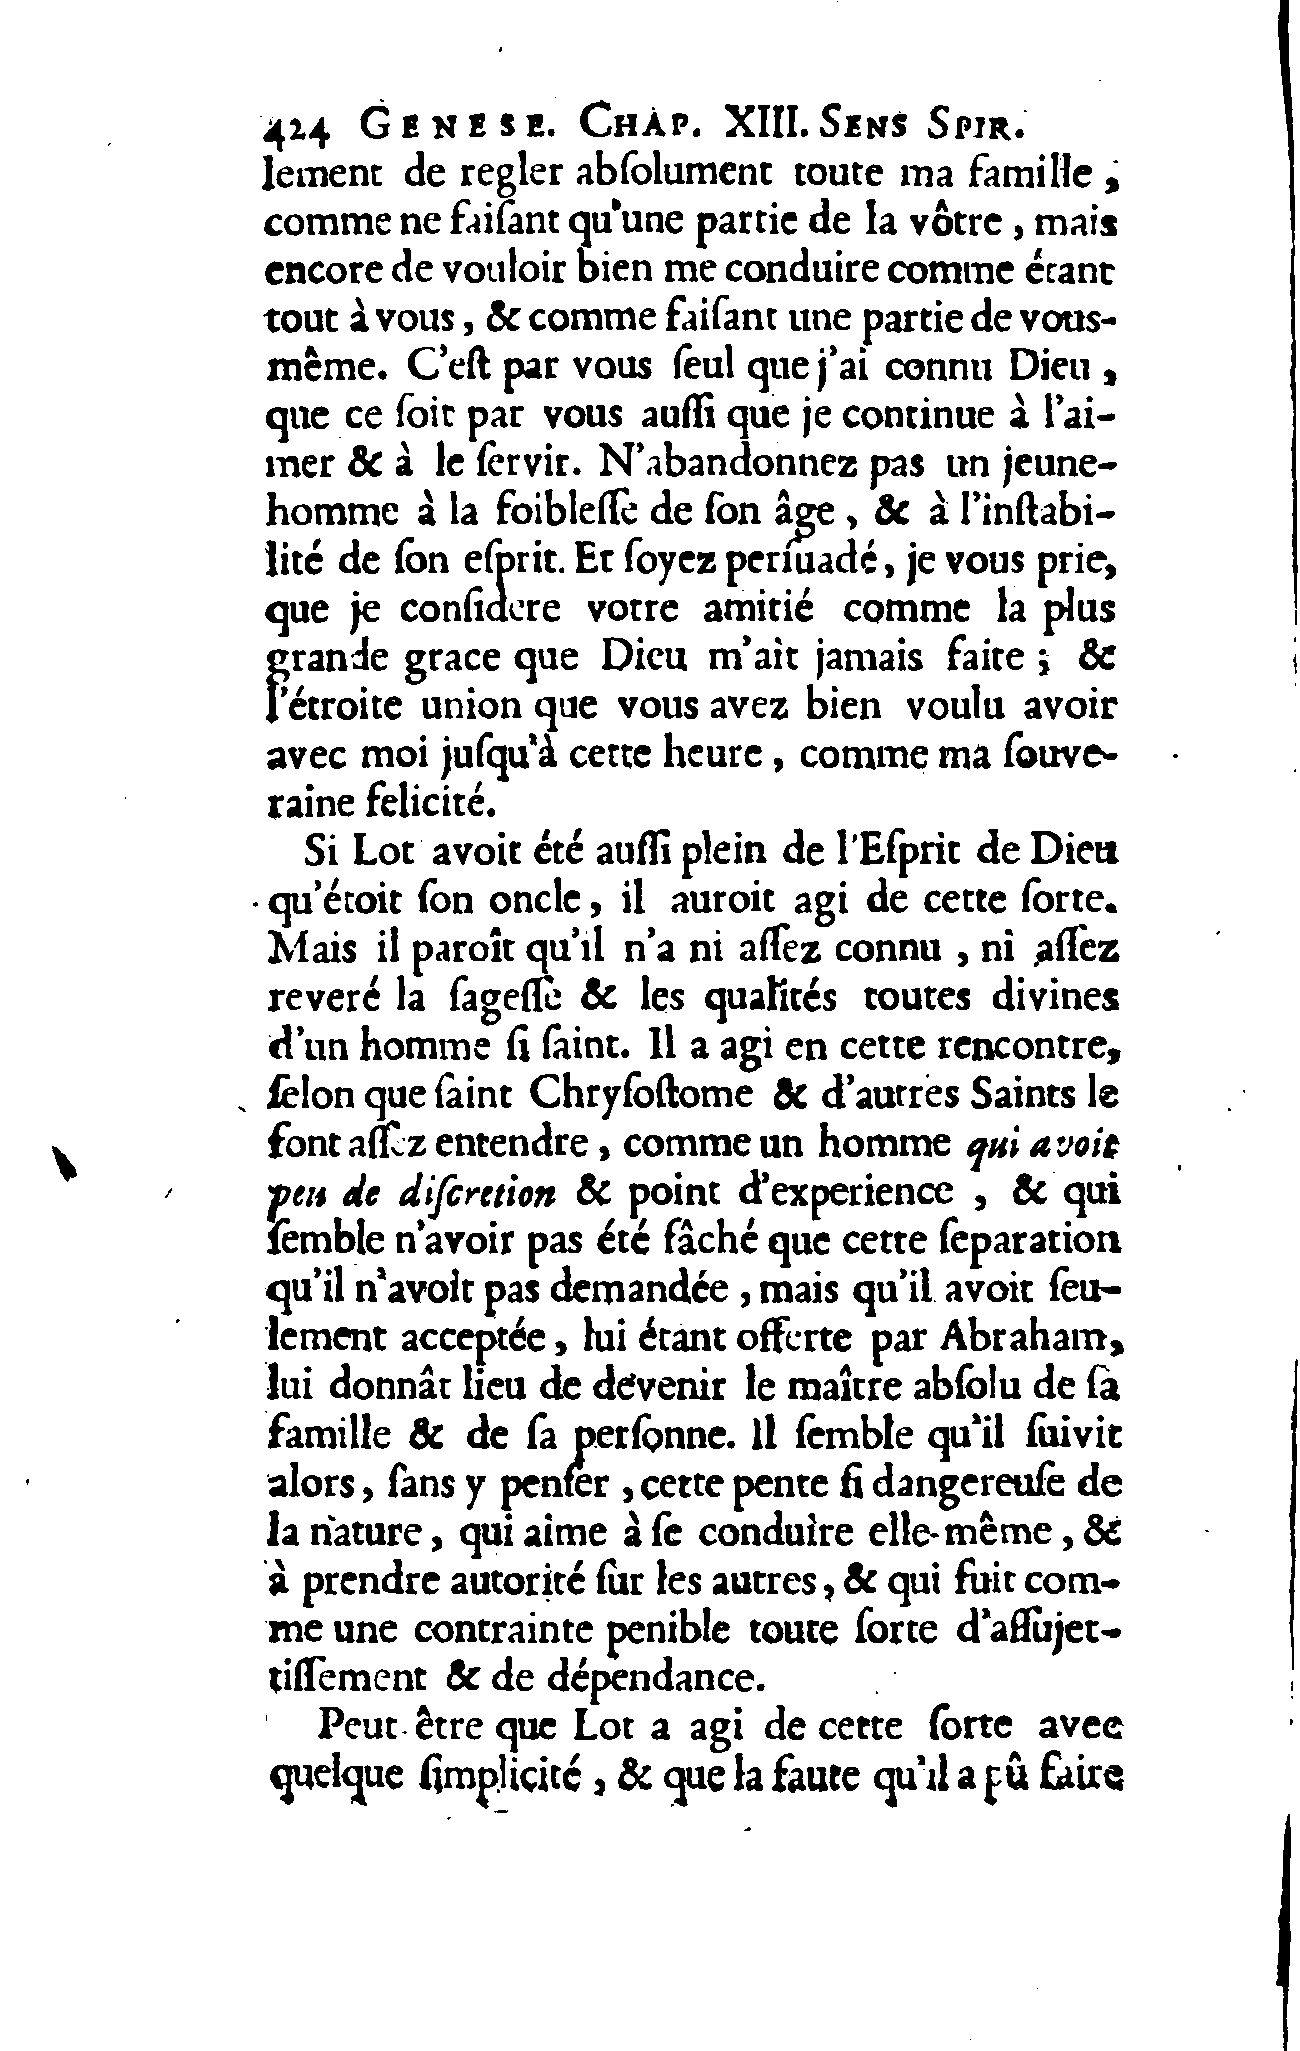 424 GENESE. CHAP. XIII. SENS SPIR.
lement de regler abſolument toute ma famille,
comme ne faiſant qu'une partie de la vôtre, mais
encore de vouloir bien me conduire comme étant
tout à vous, & comme faiſant une partie de vous-
même. C'eſt par vous ſeul que j'ai connu Dieu,
que ce ſoit par vous auſſi que je continue à l'ai-
mer & à le ſervir. N'abandonnez pas un jeune-
homme à la foibleſſe de ſon âge, & à l'inſtabi-
lité de ſon eſprit. Et ſoyez perſuadé, je vous prie,
que je conſidere votre amitié comme la plus
grande grace que Dieu m'ait jamais faite; &
l'étroite union que vous avez bien voulu avoir
avec moi juſqu'à cette heure, comme ma ſouve-
raine felicité.
Si Lot avoit été auſſi plein de l'Eſprit de Dieu
qu'étoit ſon oncle, il auroit agi de cette ſorte.
Mais il paroît qu'il n'a ni aſſez connu, ni aſſez
reveré la ſageſſe & les qualités toutes divines
d'un homme ſi ſaint. Il a agi en cette rencontre,
ſelon que ſaint Chryſoſtome & d'autres Saints le
font aſſez entendre, comme un homme qui avoit
peu de diſcretion & point d'experience, & qui
ſemble n'avoir pas été fâché que cette ſeparation
qu'il n'avoit pas demandée, mais qu'il avoit ſeu-
lement acceptée, lui étant offerte par Abraham,
lui donnât lieu de devenir le maître abſolu de ſa
famille & de ſa perſonne. Il ſemble qu'il ſuivit
alors, ſans y penſer, cette pente ſi dangereuſe de
la nature, qui aime à ſe conduire elle-même, &
à prendre autorité ſur les autres, & qui fuit com-
me une contrainte penible toute ſorte d'aſſujet-
tiſſement & de dépendance.
Peut-être que Lot a agi de cette ſorte avec
quelque ſimplicité, & que la faute qu'il a pû faire